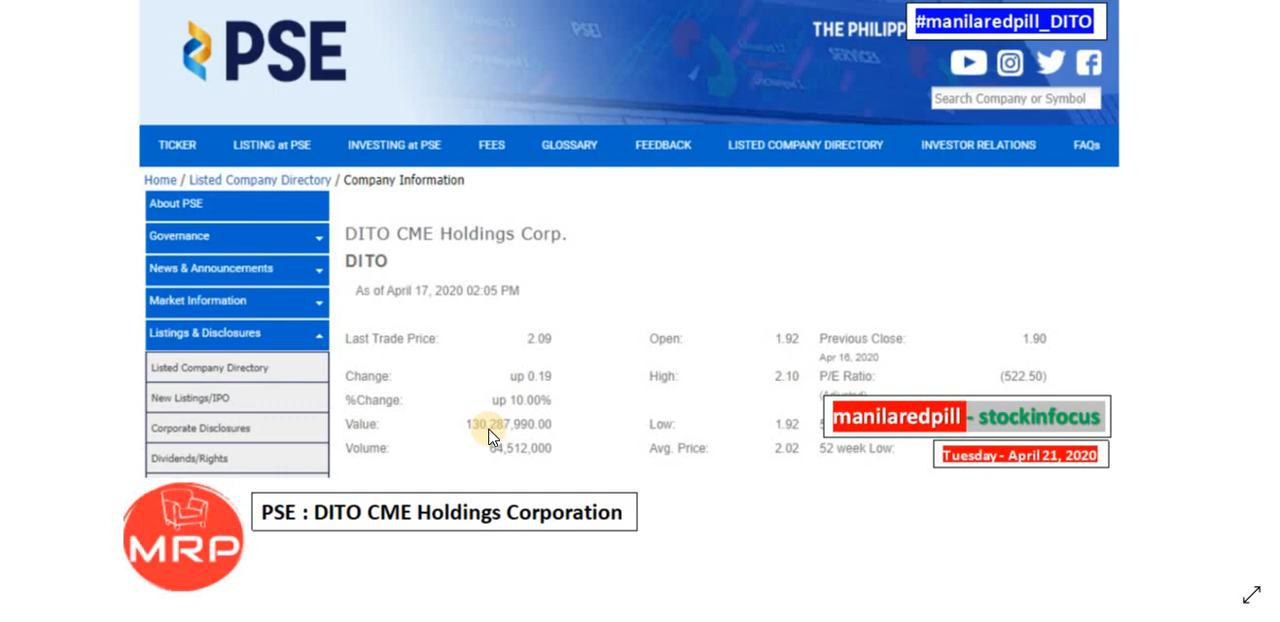 PSE
PSEi
THE PHILIPP
SERVICES
#manilaredpill_DITO
Search Company or Symbol
TICKER LISTING at PSE INVESTING at PSE FEES GLOSSARY FEEDBACK LISTED COMPANY DIRECTORY INVESTOR RELATIONS FAQs
Home / Listed Company Directory / Company Information
About PSE
Governance
News & Announcements
Market Information
Listings & Disclosures
Listed Company Directory
New Listings/IPO
Corporate Disclosures
Dividends/Rights
DITO CME Holdings Corp.
DITO
As of April 17, 2020 02:05 PM
Last Trade Price: 2.09 Open: 1.92 Previous Close: 1.90
Apr 16, 2020
Change: up 0.19 High: 2.10 P/E Ratio: (522.50)
%Change: up 10.00%
Value: 130,287,990.00 Low: 1.92
Volume: 64,512,000 Avg. Price: 2.02 52 week Low:
manilaredpill - stockinfocus
Tuesday - April 21, 2020
MRP
PSE : DITO CME Holdings Corporation